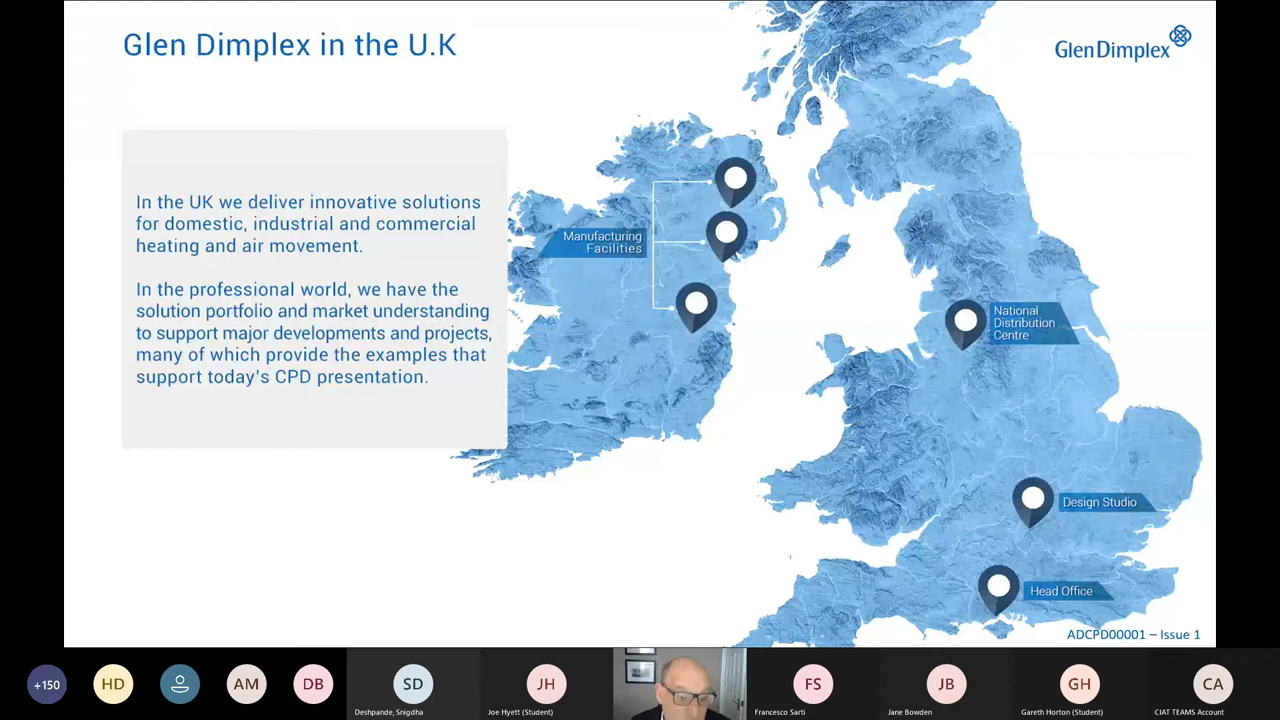 Glen Dimplex in the U.K
GlenDimplex
In the UK we deliver innovative solutions
for domestic, industrial and commercial
heating and air movement.
In the professional world, we have the
solution portfolio and market understanding
to support major developments and projects,
many of which provide the examples that
support today's CPD presentation.
Manufacturing
Facilities
National
Distribution
Centre
Design Studio
Head Office
ADCPD00001 – Issue 1
+150
HD
AM
DB
SD
JH
FS
JB
GH
CA
Deshpande, Snigdha
Joe Hyett (Student)
Francesco Sarti
Jane Bowden
Gareth Horton (Student)
CIAT TEAMS Account